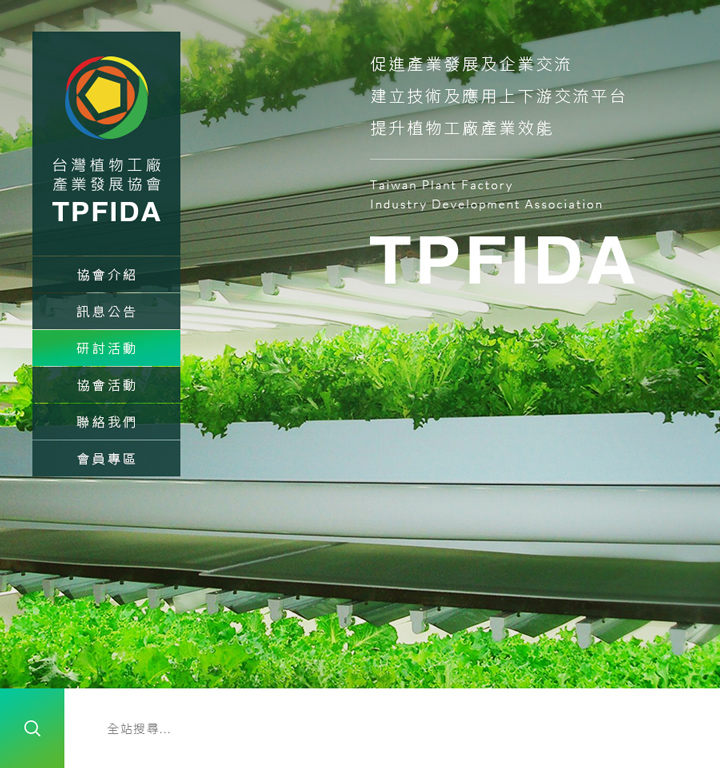 台灣植物工廠
產業發展協會
TPFIDA
協會介紹
訊息公告
研討活動
協會活動
聯絡我們
會員專區
促進產業發展及企業交流
建立技術及應用上下游交流平台
提升植物工廠產業效能
Taiwan Plant Factory
Industry Development Association
TPFIDA
全站搜尋...